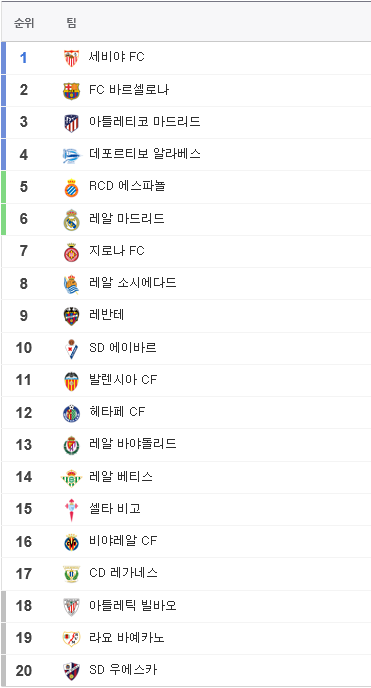 순위 팀
1 세비야 FC
2 FC 바르셀로나
3 아틀레티코 마드리드
4 데포르티보 알라베스
5 RCD 에스파뇰
6 레알 마드리드
7 지로나 FC
8 레알 소시에다드
9 레반테
10 SD 에이바르
11 발렌시아 CF
12 헤타페 CF
13 레알 바야돌리드
14 레알 베티스
15 셀타 비고
16 비야레알 CF
17 CD 레가네스
18 아틀레틱 빌바오
19 라요 바예카노
20 SD 우에스카